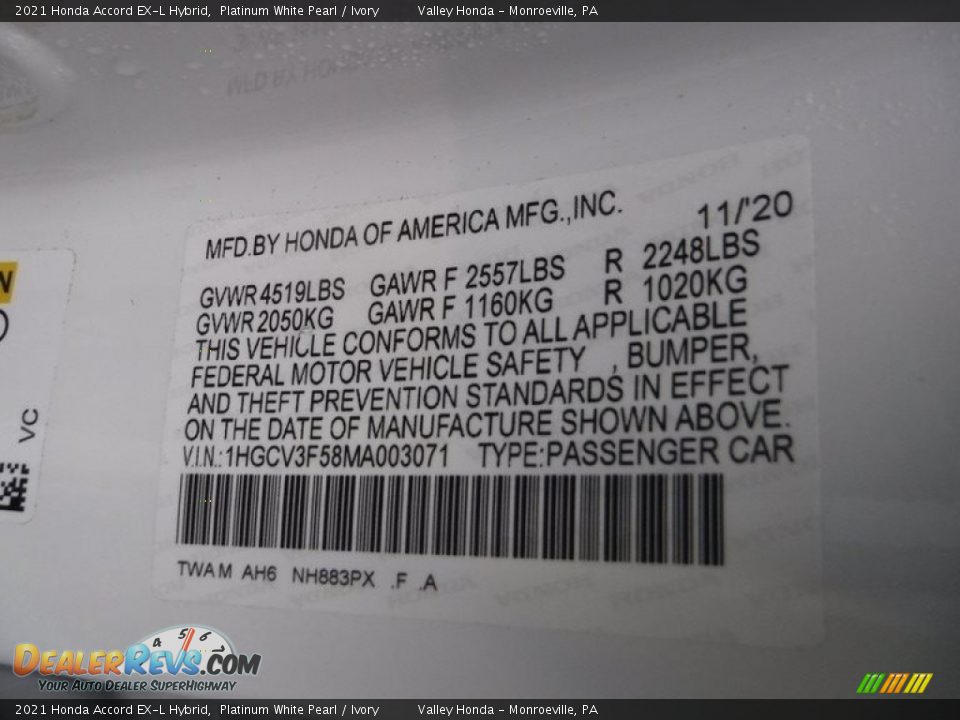 2021 Honda Accord EX-L Hybrid, Platinum White Pearl / Ivory Valley Honda - Monroeville, PA
MFD.BY HONDA OF AMERICA MFG.,INC. 11/'20
GVWR 4519LBS GAWR F 2557LBS R 2248LBS
GVWR 2050KG GAWR F 1160KG R 1020KG
THIS VEHICLE CONFORMS TO ALL APPLICABLE
FEDERAL MOTOR VEHICLE SAFETY , BUMPER,
AND THEFT PREVENTION STANDARDS IN EFFECT
ON THE DATE OF MANUFACTURE SHOWN ABOVE.
V.I.N.:1HGCV3F58MA003071 TYPE:PASSENGER CAR
TWAM AH6 NH883PX .F .A
VC
4 5 6
DEALERREVS.COM
YOUR AUTO DEALER SUPERHIGHWAY
2021 Honda Accord EX-L Hybrid, Platinum White Pearl / Ivory Valley Honda - Monroeville, PA